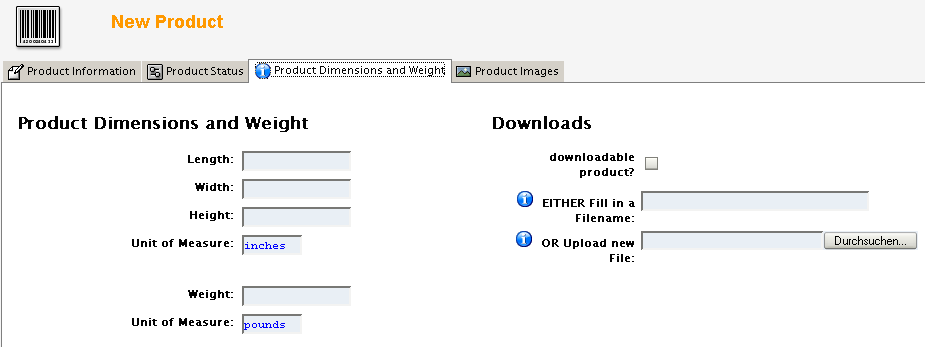 New Product
Product Information
Product Status
Product Dimensions and Weight
Product Images
Product Dimensions and Weight
Length:
Width:
Height:
Unit of Measure: inches
Weight:
Unit of Measure: pounds
Downloads
downloadable
product?
EITHER Fill in a
Filename:
OR Upload new
File:
Durchsuchen...